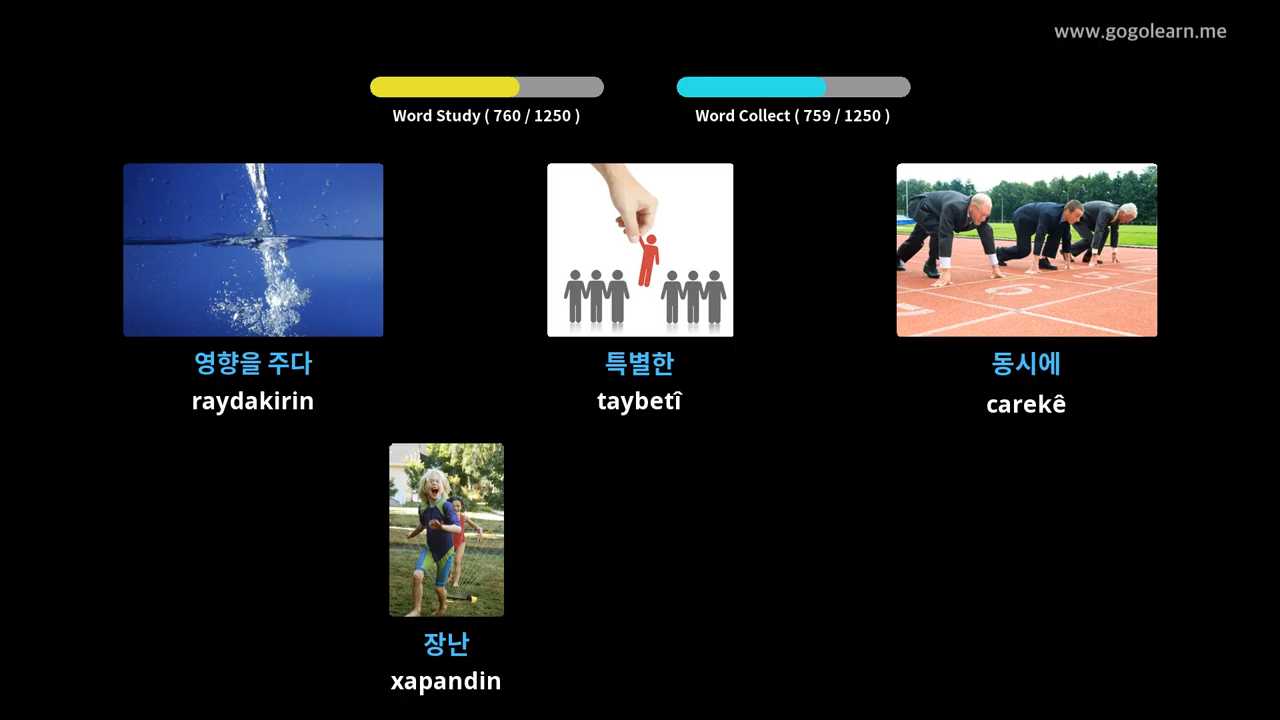 www.gogolearn.me
Word Study ( 760 / 1250 )
Word Collect ( 759 / 1250 )
영향을 주다
raydakirin
특별한
taybetî
동시에
carekê
장난
xapandin